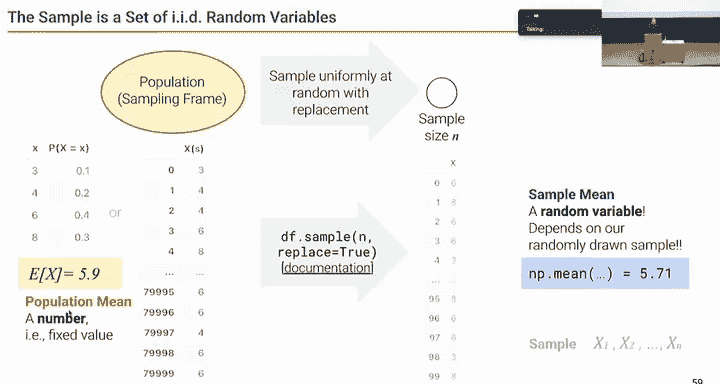 The Sample is a Set of i.i.d. Random Variables
Taking:
Population
(Sampling Frame)
Sample uniformly at
random with
replacement
Sample
size n
x P(X = x)
3 0.1
4 0.2
6 0.4
8 0.3
or
X(s)
0 3
1 4
2 4
3 6
4 8
... ...
79995 6
79996 6
79997 4
79998 6
79999 6
E[X]= 5.9
Population Mean
A number,
i.e., fixed value
df.sample(n,
replace=True)
[documentation]
X
0 6
1 8
2 6
3 6
4 3
... ...
95 8
96 6
97 6
98 3
99 8
Sample Mean
A random variable!
Depends on our
randomly drawn sample!!
np.mean(…) = 5.71
Sample X1 , X2 , …, Xn
59